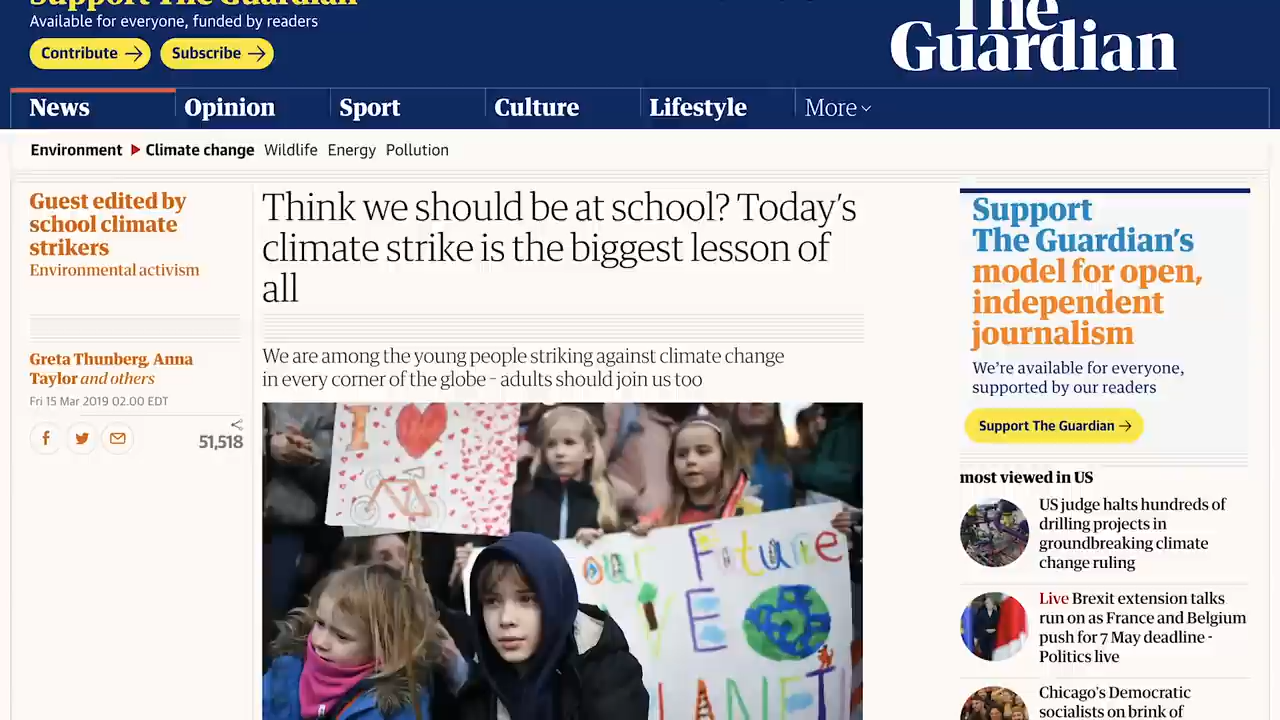 Support The Guardian
Available for everyone, funded by readers
Contribute →
Subscribe →
The
Guardian
News
Opinion
Sport
Culture
Lifestyle
More
Environment
Climate change
Wildlife
Energy
Pollution
Guest edited by
school climate
strikers
Environmental activism
Greta Thunberg, Anna
Taylor and others
Fri 15 Mar 2019 02.00 EDT
51,518
Think we should be at school? Today’s
climate strike is the biggest lesson of
all
We are among the young people striking against climate change
in every corner of the globe – adults should join us too
I
our Future
PLANET
Support
The Guardian’s
model for open,
independent
journalism
We’re available for everyone,
supported by our readers
Support The Guardian →
most viewed in US
US judge halts hundreds of
drilling projects in
groundbreaking climate
change ruling
Live Brexit extension talks
run on as France and Belgium
push for 7 May deadline -
Politics live
Chicago's Democratic
socialists on brink of